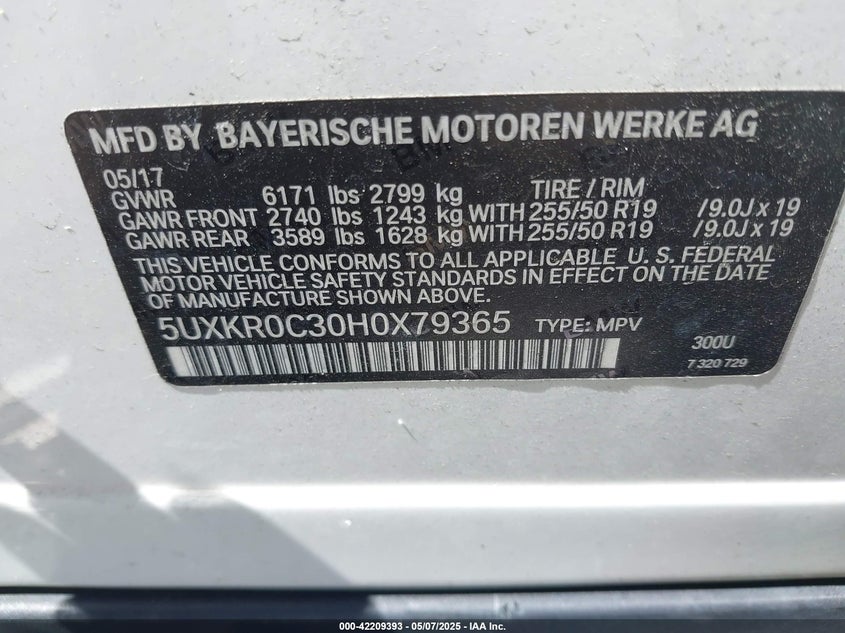 MFD BY BAYERISCHE MOTOREN WERKE AG
05/17
GVWR 6171 lbs 2799 kg TIRE / RIM
GAWR FRONT 2740 lbs 1243 kg WITH 255/50 R19 /9.0J x 19
GAWR REAR 3589 lbs 1628 kg WITH 255/50 R19 /9.0J x 19
THIS VEHICLE CONFORMS TO ALL APPLICABLE U. S. FEDERAL
MOTOR VEHICLE SAFETY STANDARDS IN EFFECT ON THE DATE
OF MANUFACTURE SHOWN ABOVE.
5UXKR0C30H0X79365 TYPE: MPV 300U
7 320 729
000-42209393 - 05/07/2025 - IAA Inc.